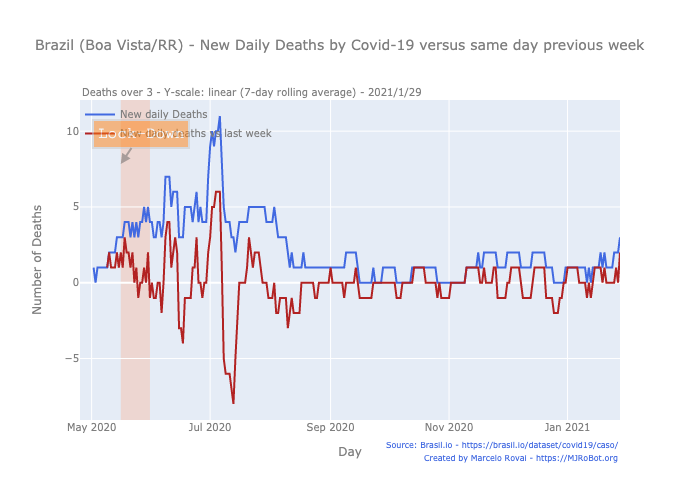 Brazil (Boa Vista/RR) - New Daily Deaths by Covid-19 versus same day previous week
Deaths over 3 - Y-scale: linear (7-day rolling average) - 2021/1/29
New daily Deaths
New daily deaths vs last week
10
5
0
−5
Number of Deaths
May 2020
Jul 2020
Sep 2020
Nov 2020
Jan 2021
Day
Source: Brasil.io - https://brasil.io/dataset/covid19/caso/
Created by Marcelo Rovai - https://MJRoBot.org